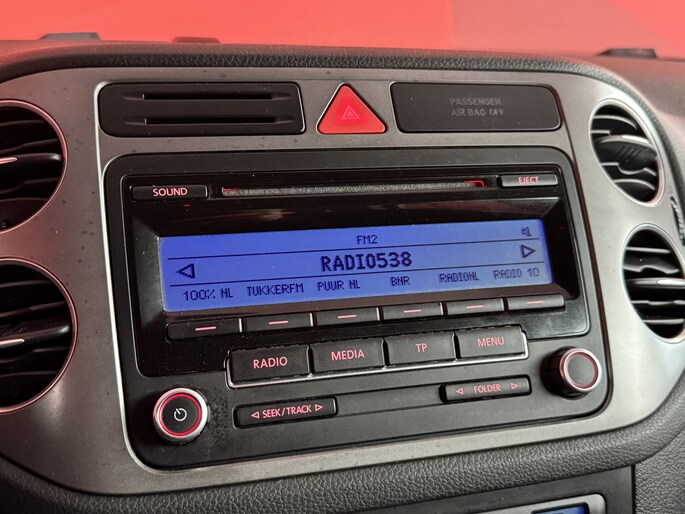 PASSENGER
AIR BAG OFF
SOUND
EJECT
FM2
RADIO538
100% NL TUKKERFM PUUR NL BNR RADIONL RADIO 10
RADIO MEDIA TP MENU
SEEK/TRACK
FOLDER